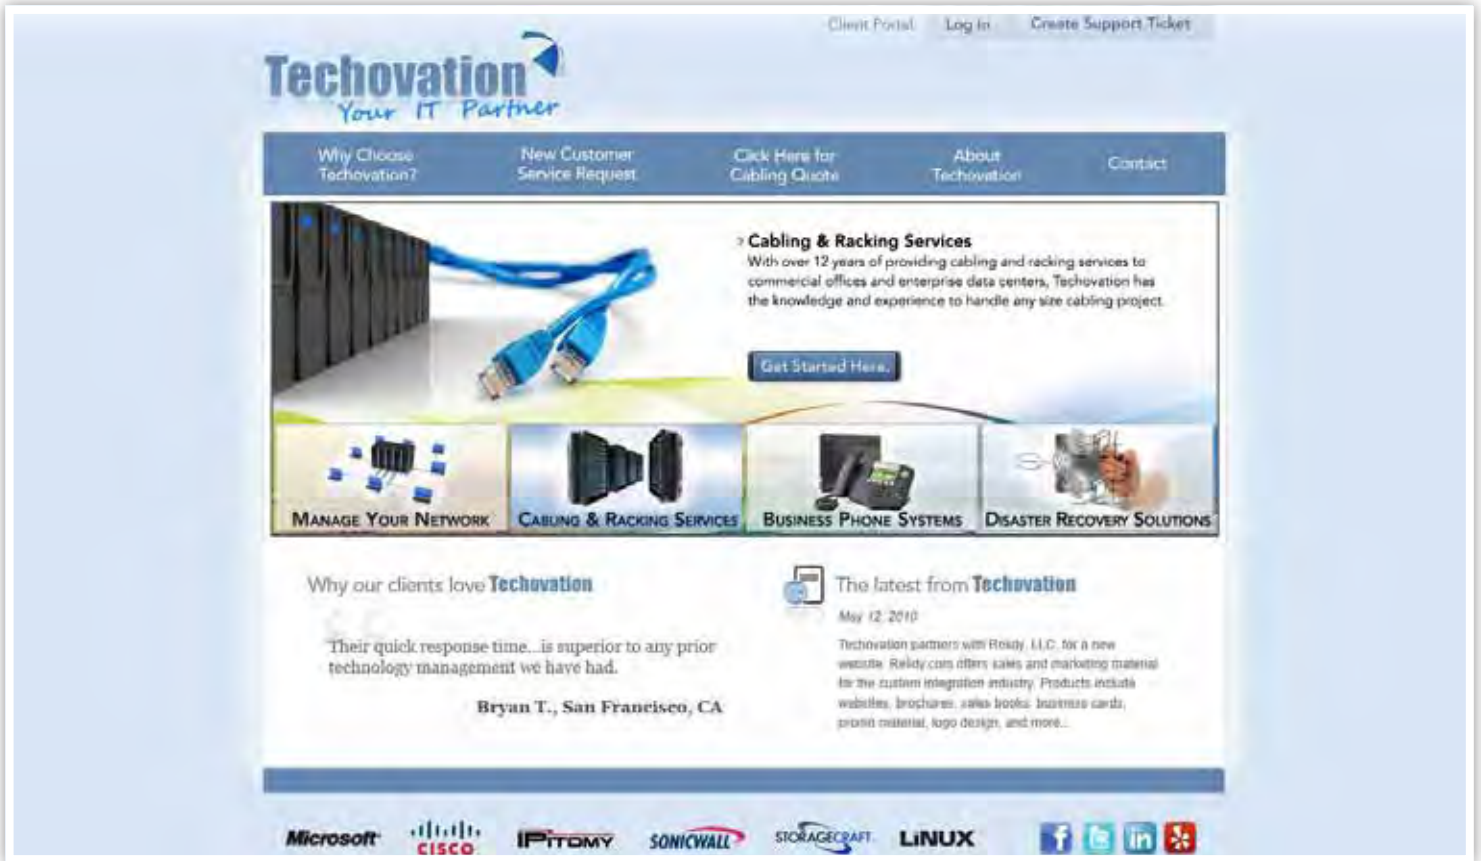 Client Portal
Log In
Create Support Ticket
Techovation
Your IT Partner
Why Choose
Techovation?
New Customer
Service Request
Click Here for
Cabling Quote
About
Techovation
Contact
› Cabling & Racking Services
With over 12 years of providing cabling and racking services to
commercial offices and enterprise data centers, Techovation has
the knowledge and experience to handle any size cabling project.
Get Started Here.
MANAGE YOUR NETWORK
CABLING & RACKING SERVICES
BUSINESS PHONE SYSTEMS
DISASTER RECOVERY SOLUTIONS
Why our clients love Techovation
Their quick response time...is superior to any prior
technology management we have had.
Bryan T., San Francisco, CA
The latest from Techovation
May 12, 2010
Techovation partners with LLC. for a new
website. offers sales and marketing material
for the custom integration industry. Products include
websites, brochures, sales books, business cards,
promo material, logo design, and more...
Microsoft
CISCO
IPITOMY
SONICWALL
STORAGECRAFT
LiNUX
f
t
in